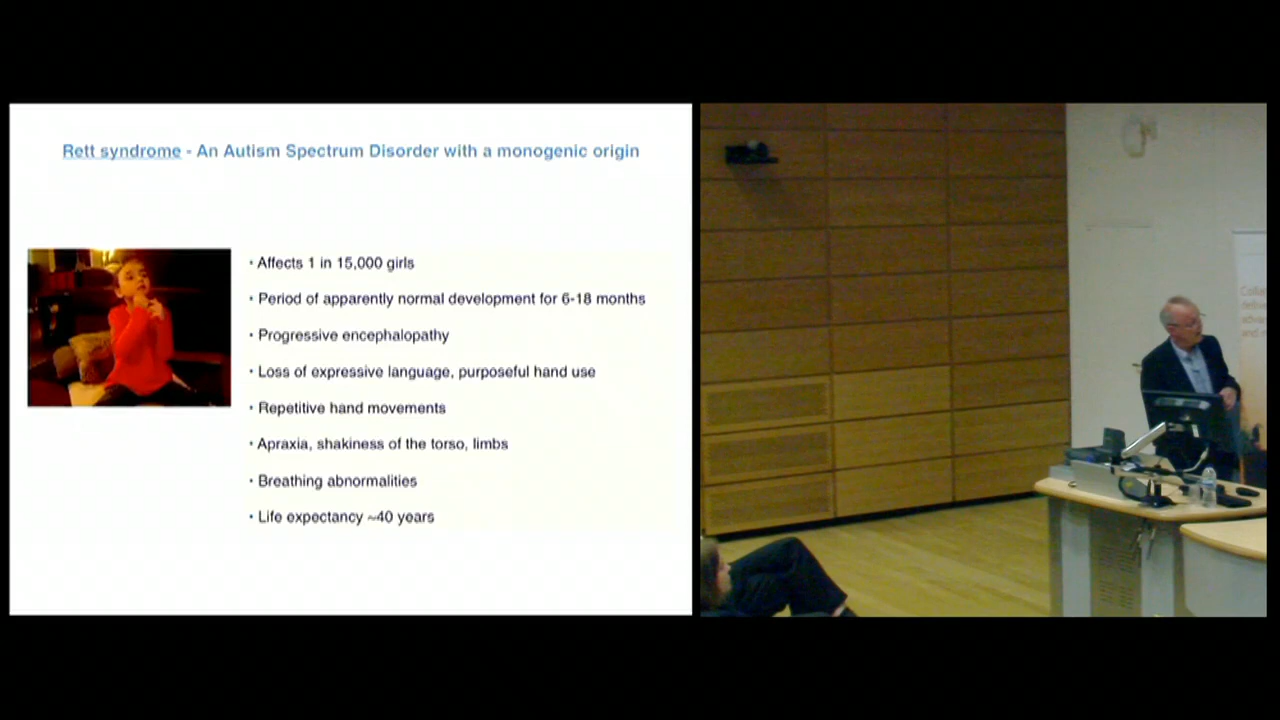 Rett syndrome - An Autism Spectrum Disorder with a monogenic origin
• Affects 1 in 15,000 girls
• Period of apparently normal development for 6-18 months
• Progressive encephalopathy
• Loss of expressive language, purposeful hand use
• Repetitive hand movements
• Apraxia, shakiness of the torso, limbs
• Breathing abnormalities
• Life expectancy ~40 years